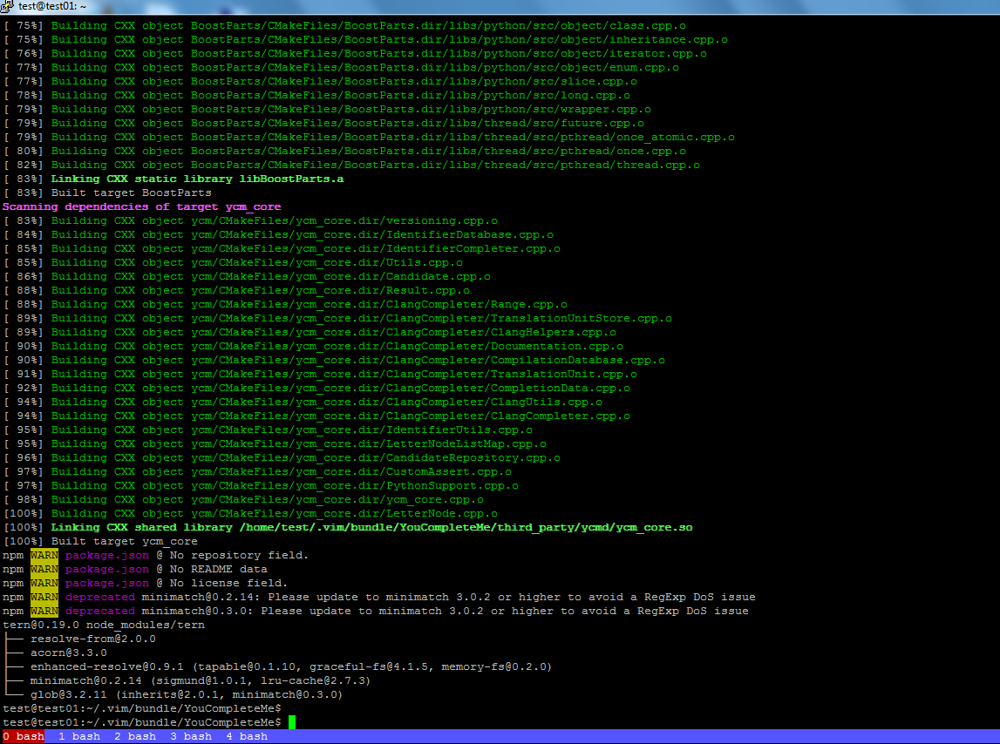 test@test01: ~
[ 75%] Building CXX object BoostParts/CMakeFiles/BoostParts.dir/libs/python/src/object/class.cpp.o
[ 75%] Building CXX object BoostParts/CMakeFiles/BoostParts.dir/libs/python/src/object/inheritance.cpp.o
[ 76%] Building CXX object BoostParts/CMakeFiles/BoostParts.dir/libs/python/src/object/iterator.cpp.o
[ 77%] Building CXX object BoostParts/CMakeFiles/BoostParts.dir/libs/python/src/object/enum.cpp.o
[ 77%] Building CXX object BoostParts/CMakeFiles/BoostParts.dir/libs/python/src/slice.cpp.o
[ 78%] Building CXX object BoostParts/CMakeFiles/BoostParts.dir/libs/python/src/long.cpp.o
[ 79%] Building CXX object BoostParts/CMakeFiles/BoostParts.dir/libs/python/src/wrapper.cpp.o
[ 79%] Building CXX object BoostParts/CMakeFiles/BoostParts.dir/libs/thread/src/future.cpp.o
[ 79%] Building CXX object BoostParts/CMakeFiles/BoostParts.dir/libs/thread/src/pthread/once_atomic.cpp.o
[ 80%] Building CXX object BoostParts/CMakeFiles/BoostParts.dir/libs/thread/src/pthread/once.cpp.o
[ 82%] Building CXX object BoostParts/CMakeFiles/BoostParts.dir/libs/thread/src/pthread/thread.cpp.o
[ 83%] Linking CXX static library libBoostParts.a
[ 83%] Built target BoostParts
Scanning dependencies of target ycm_core
[ 83%] Building CXX object ycm/CMakeFiles/ycm_core.dir/versioning.cpp.o
[ 84%] Building CXX object ycm/CMakeFiles/ycm_core.dir/IdentifierDatabase.cpp.o
[ 85%] Building CXX object ycm/CMakeFiles/ycm_core.dir/IdentifierCompleter.cpp.o
[ 85%] Building CXX object ycm/CMakeFiles/ycm_core.dir/Utils.cpp.o
[ 86%] Building CXX object ycm/CMakeFiles/ycm_core.dir/Candidate.cpp.o
[ 88%] Building CXX object ycm/CMakeFiles/ycm_core.dir/Result.cpp.o
[ 88%] Building CXX object ycm/CMakeFiles/ycm_core.dir/ClangCompleter/Range.cpp.o
[ 89%] Building CXX object ycm/CMakeFiles/ycm_core.dir/ClangCompleter/TranslationUnitStore.cpp.o
[ 89%] Building CXX object ycm/CMakeFiles/ycm_core.dir/ClangCompleter/ClangHelpers.cpp.o
[ 90%] Building CXX object ycm/CMakeFiles/ycm_core.dir/ClangCompleter/Documentation.cpp.o
[ 90%] Building CXX object ycm/CMakeFiles/ycm_core.dir/ClangCompleter/CompilationDatabase.cpp.o
[ 91%] Building CXX object ycm/CMakeFiles/ycm_core.dir/ClangCompleter/TranslationUnit.cpp.o
[ 92%] Building CXX object ycm/CMakeFiles/ycm_core.dir/ClangCompleter/CompletionData.cpp.o
[ 94%] Building CXX object ycm/CMakeFiles/ycm_core.dir/ClangCompleter/ClangUtils.cpp.o
[ 94%] Building CXX object ycm/CMakeFiles/ycm_core.dir/ClangCompleter/ClangCompleter.cpp.o
[ 95%] Building CXX object ycm/CMakeFiles/ycm_core.dir/IdentifierUtils.cpp.o
[ 95%] Building CXX object ycm/CMakeFiles/ycm_core.dir/LetterNodeListMap.cpp.o
[ 96%] Building CXX object ycm/CMakeFiles/ycm_core.dir/CandidateRepository.cpp.o
[ 97%] Building CXX object ycm/CMakeFiles/ycm_core.dir/CustomAssert.cpp.o
[ 97%] Building CXX object ycm/CMakeFiles/ycm_core.dir/PythonSupport.cpp.o
[ 98%] Building CXX object ycm/CMakeFiles/ycm_core.dir/ycm_core.cpp.o
[100%] Building CXX object ycm/CMakeFiles/ycm_core.dir/LetterNode.cpp.o
[100%] Linking CXX shared library /home/test/.vim/bundle/YouCompleteMe/third_party/ycmd/ycm_core.so
[100%] Built target ycm_core
npm WARN package.json @ No repository field.
npm WARN package.json @ No README data
npm WARN package.json @ No license field.
npm WARN deprecated minimatch@0.2.14: Please update to minimatch 3.0.2 or higher to avoid a RegExp DoS issue
npm WARN deprecated minimatch@0.3.0: Please update to minimatch 3.0.2 or higher to avoid a RegExp DoS issue
tern@0.19.0 node_modules/tern
├── resolve-from@2.0.0
├── acorn@3.3.0
├── enhanced-resolve@0.9.1 (tapable@0.1.10, graceful-fs@4.1.5, memory-fs@0.2.0)
├── minimatch@0.2.14 (sigmund@1.0.1, lru-cache@2.7.3)
└── glob@3.2.11 (inherits@2.0.1, minimatch@0.3.0)
test@test01:~/.vim/bundle/YouCompleteMe$
test@test01:~/.vim/bundle/YouCompleteMe$
0 bash 1 bash 2 bash 3 bash 4 bash